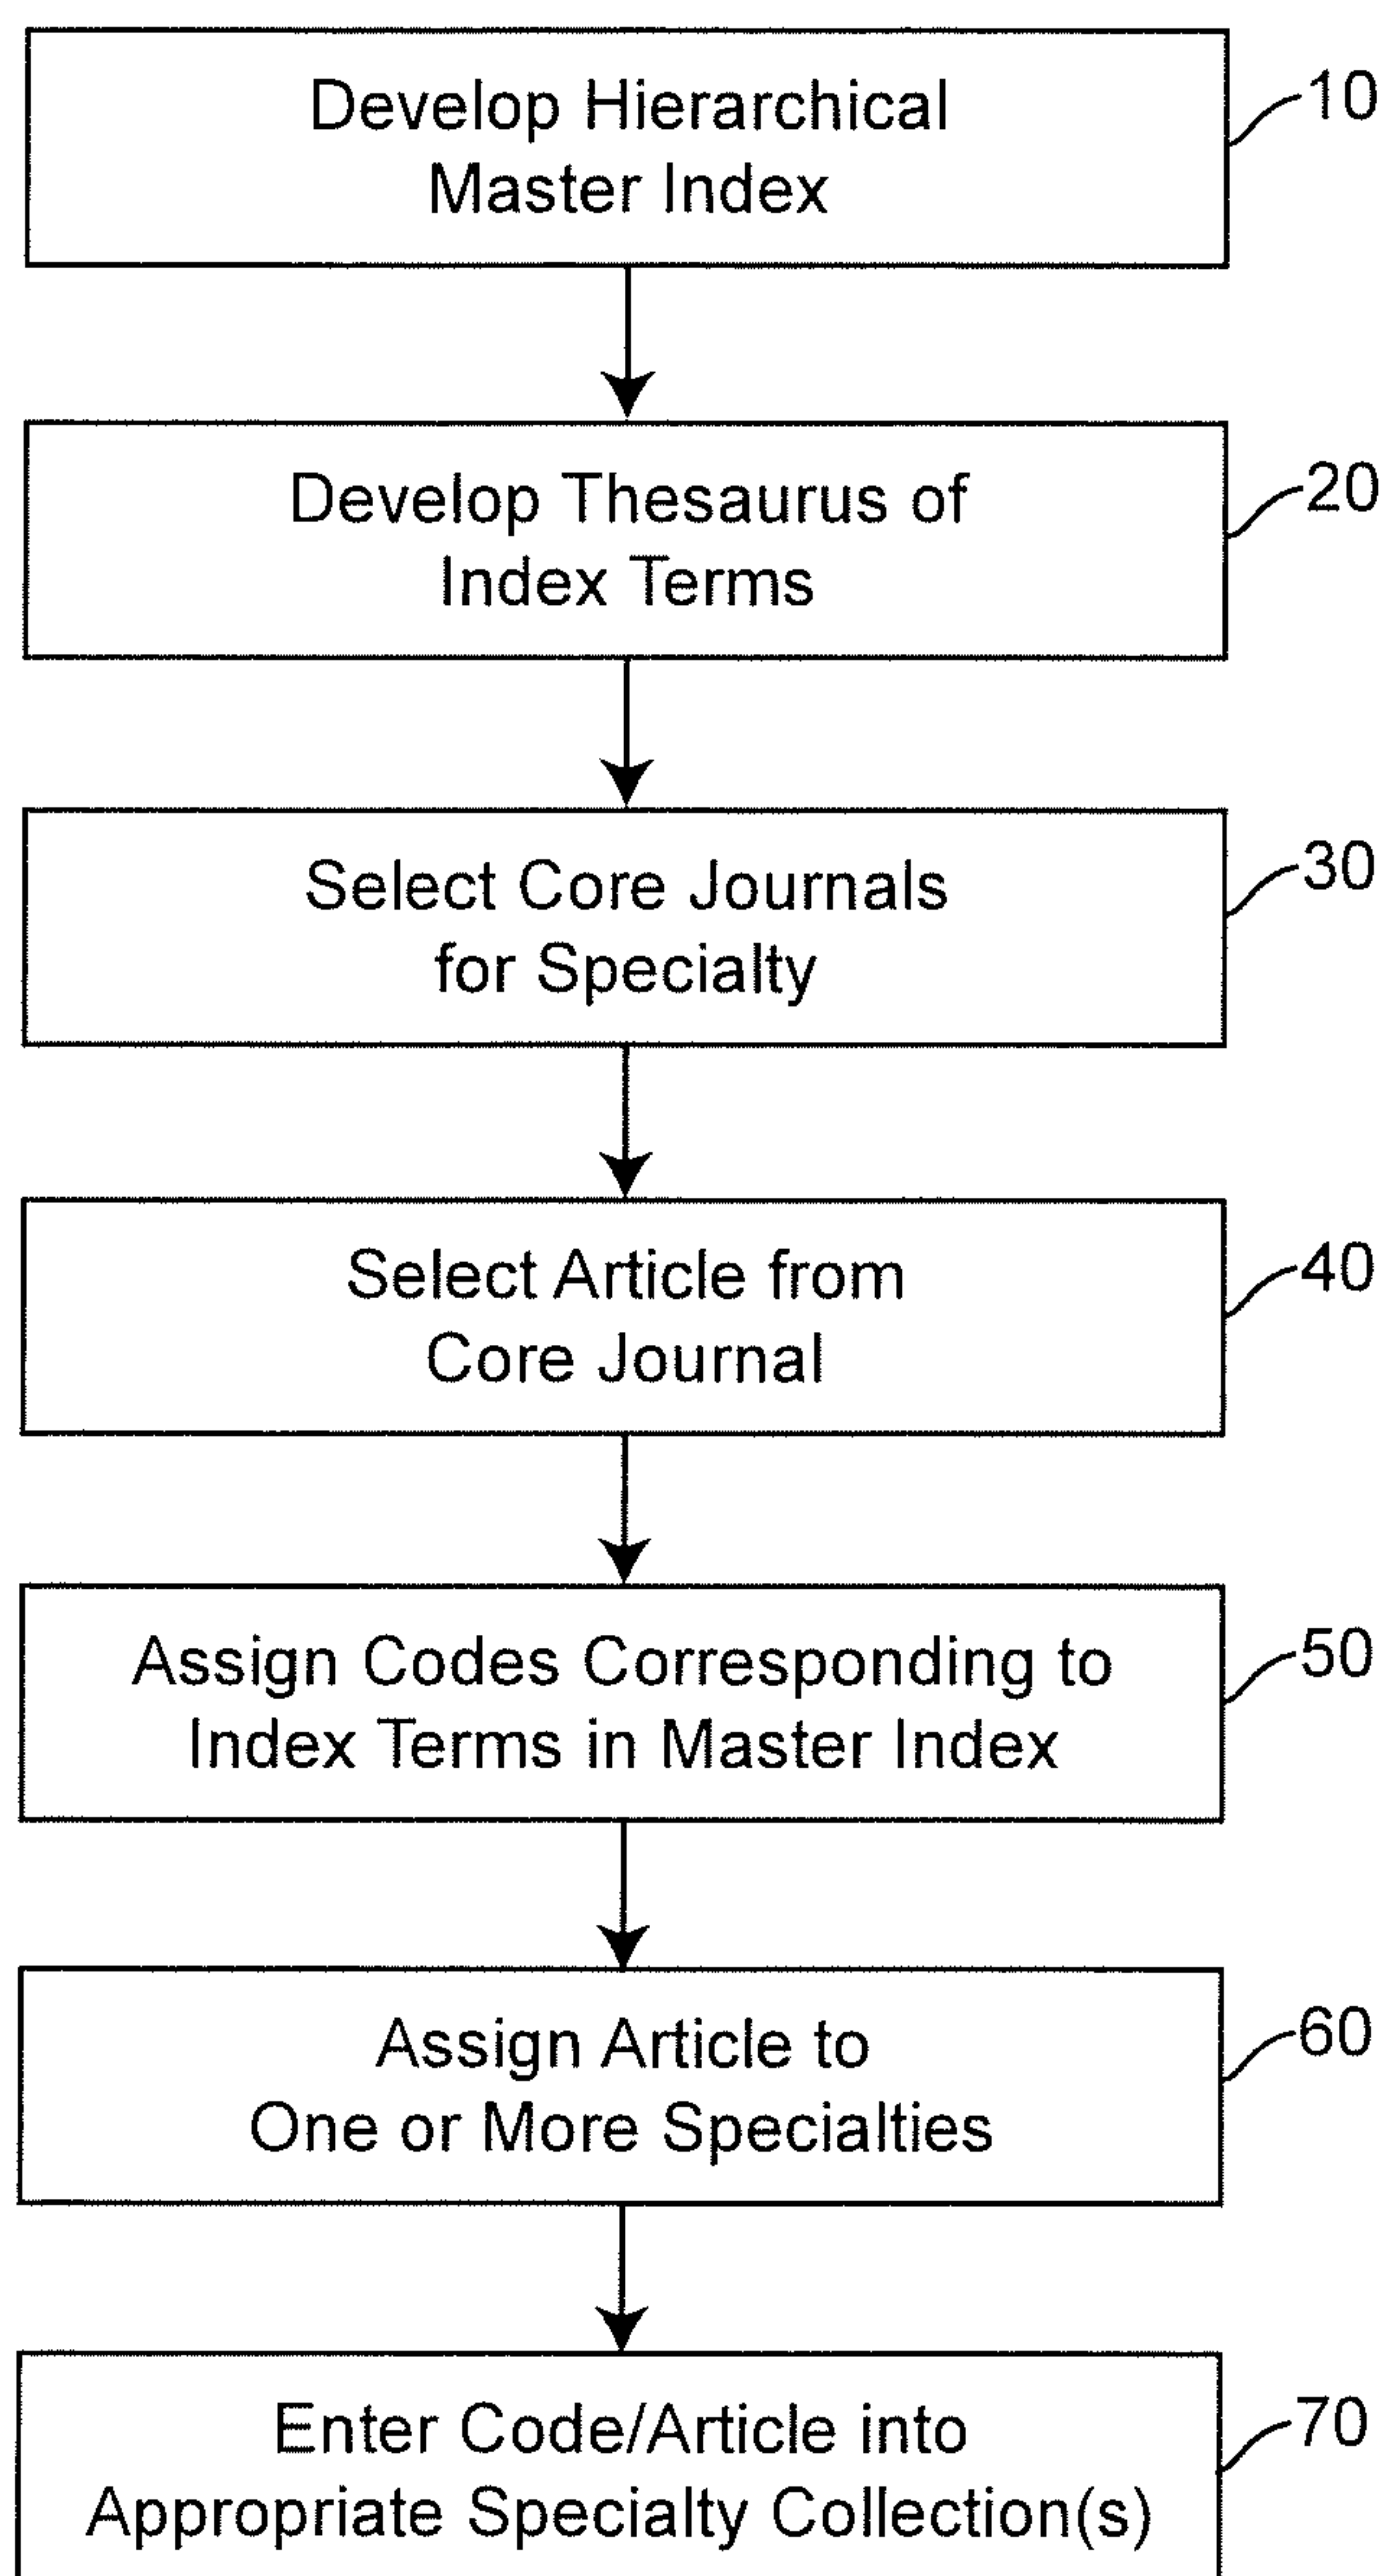 Develop Hierarchical
Master Index
10
Develop Thesaurus of
Index Terms
20
Select Core Journals
for Specialty
30
Select Article from
Core Journal
40
Assign Codes Corresponding to
Index Terms in Master Index
50
Assign Article to
One or More Specialties
60
Enter Code/Article into
Appropriate Specialty Collection(s)
70